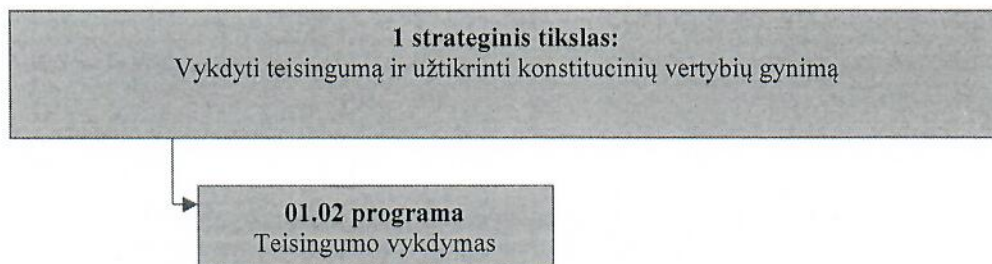 1 strateginis tikslas:
Vykdyti teisingumą ir užtikrinti konstitucinių vertybių gynimą
01.02 programa
Teisingumo vykdymas